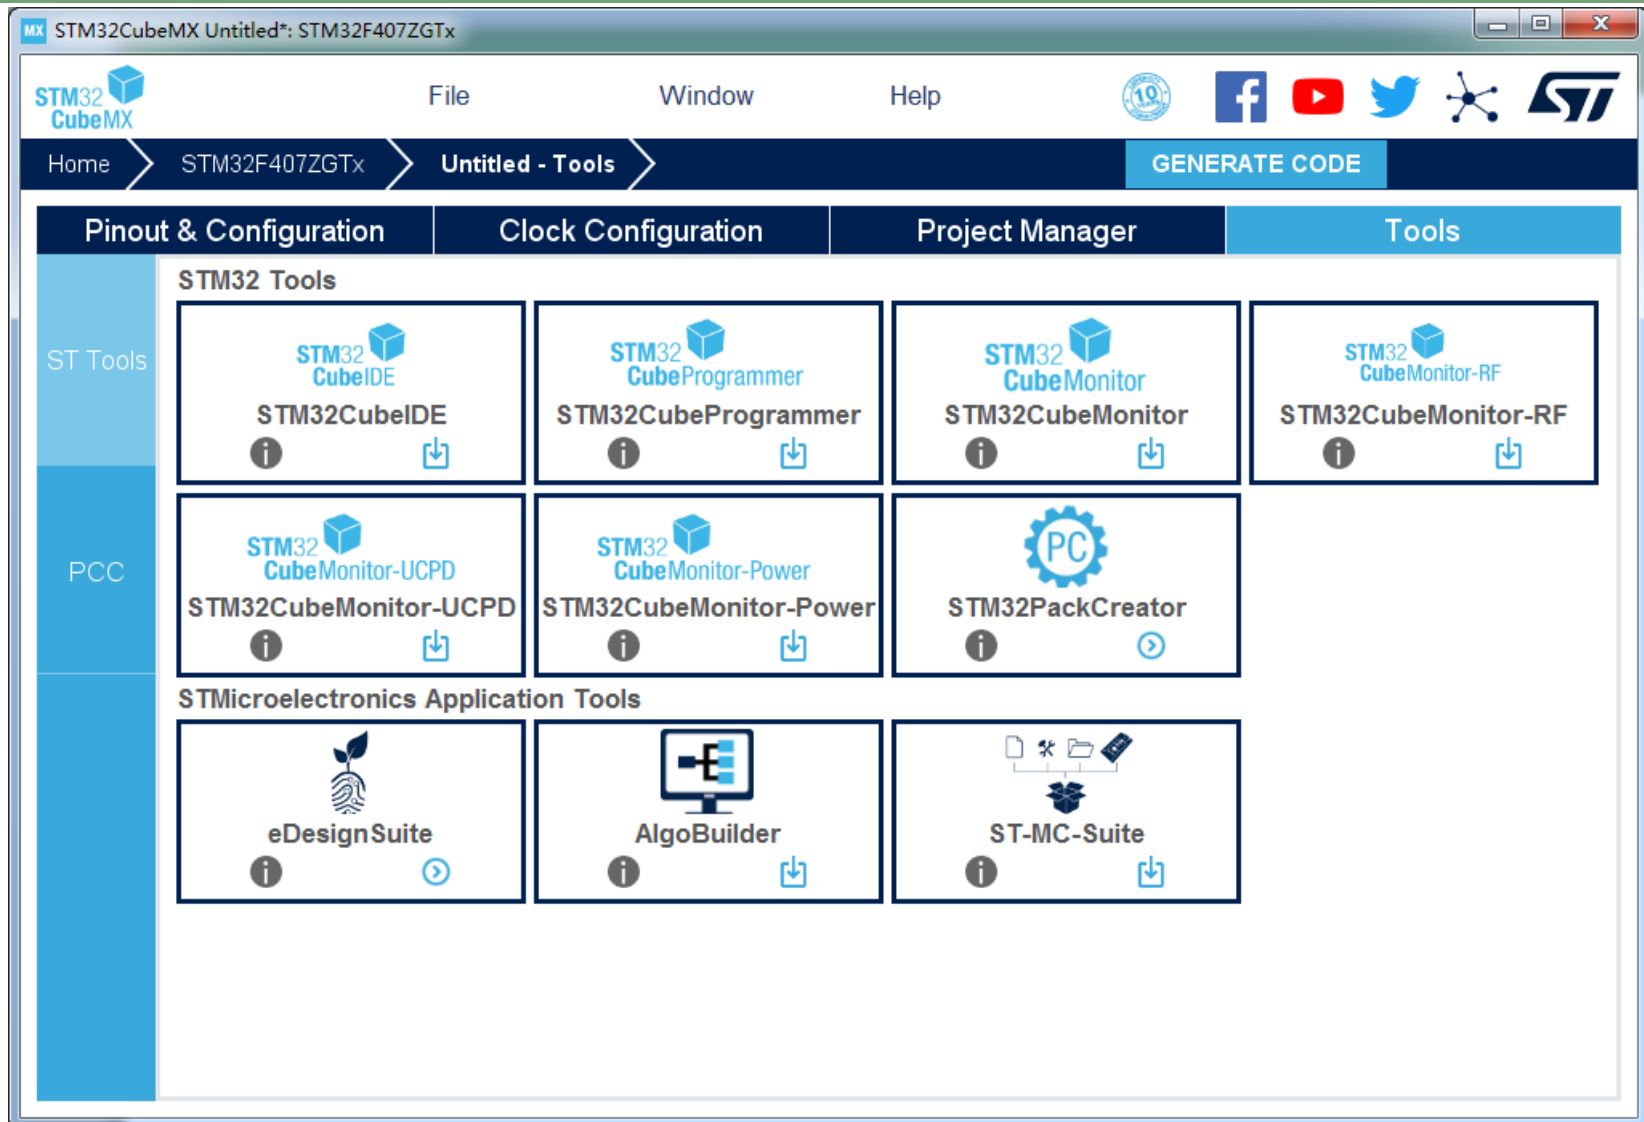 MX STM32CubeMX Untitled*: STM32F407ZGTx
STM32
CubeMX
File
Window
Help
10
Home
STM32F407ZGTx
Untitled - Tools
GENERATE CODE
Pinout & Configuration
Clock Configuration
Project Manager
Tools
ST Tools
PCC
STM32 Tools
STM32
CubeIDE
STM32CubeIDE
STM32
CubeProgrammer
STM32CubeProgrammer
STM32
CubeMonitor
STM32CubeMonitor
STM32
CubeMonitor-RF
STM32CubeMonitor-RF
STM32
CubeMonitor-UCPD
STM32CubeMonitor-UCPD
STM32
CubeMonitor-Power
STM32CubeMonitor-Power
PC
STM32PackCreator
STMicroelectronics Application Tools
eDesignSuite
AlgoBuilder
ST-MC-Suite